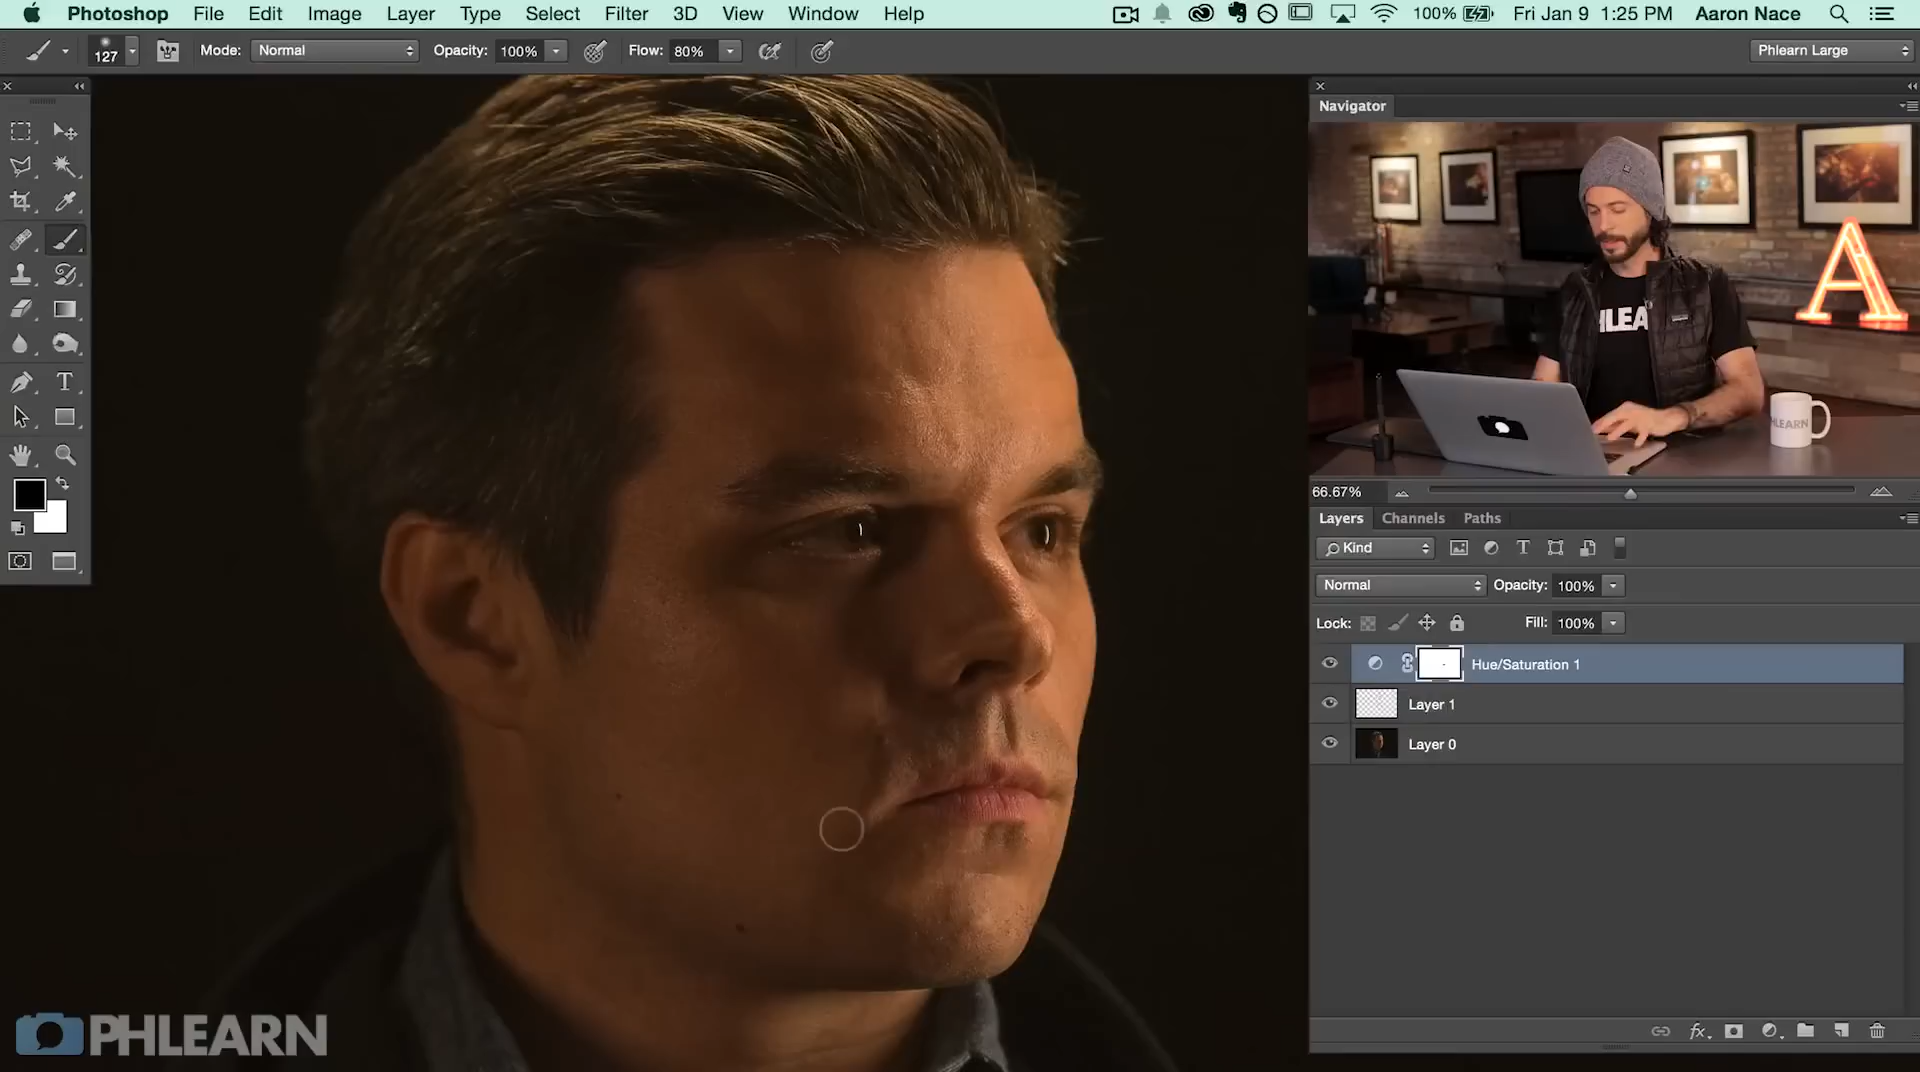 Photoshop File Edit Image Layer Type Select Filter 3D View Window Help 100% Fri Jan 9 1:25 PM Aaron Nace
127 Mode: Normal Opacity: 100% Flow: 80% Phlearn Large
Navigator
HLEA
A
PHLEARN
66.67%
Layers Channels Paths
Kind
Normal Opacity: 100%
Lock: Fill: 100%
Hue/Saturation 1
Layer 1
Layer 0
PHLEARN